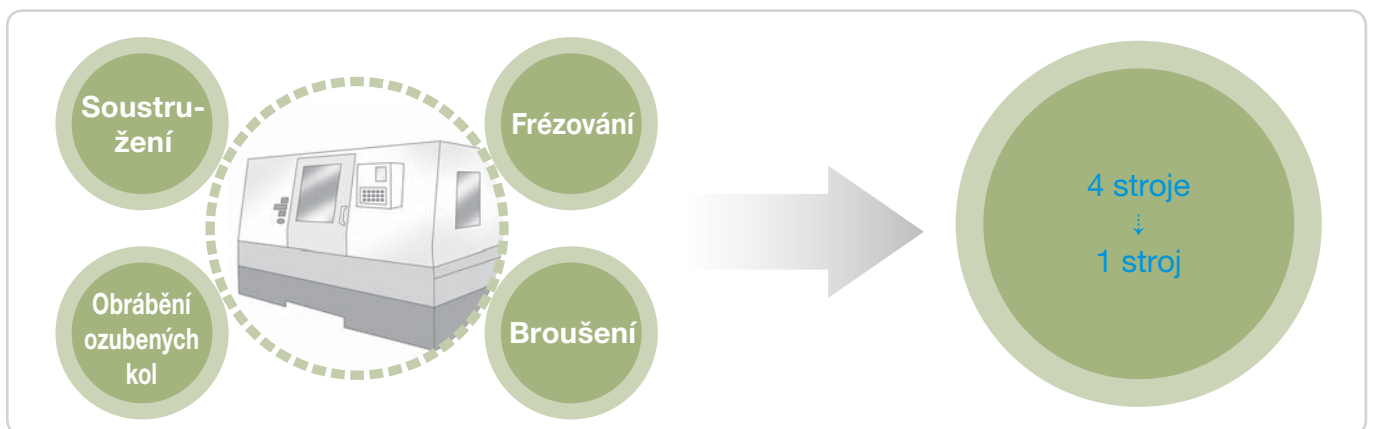 Soustru-
žení
Frézování
Obrábění
ozubených
kol
Broušení
4 stroje
1 stroj